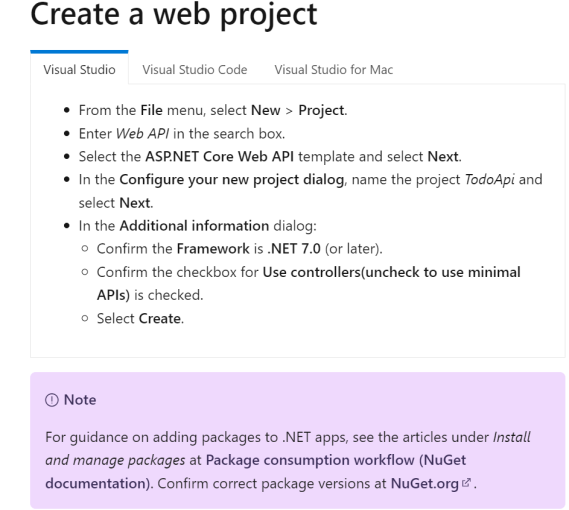 Create a web project
Visual Studio Visual Studio Code Visual Studio for Mac
• From the File menu, select New > Project.
• Enter Web API in the search box.
• Select the ASP.NET Core Web API template and select Next.
• In the Configure your new project dialog, name the project TodoApi and
select Next.
• In the Additional information dialog:
○ Confirm the Framework is .NET 7.0 (or later).
○ Confirm the checkbox for Use controllers(uncheck to use minimal
APIs) is checked.
○ Select Create.
Note
For guidance on adding packages to .NET apps, see the articles under Install
and manage packages at Package consumption workflow (NuGet
documentation). Confirm correct package versions at NuGet.org.